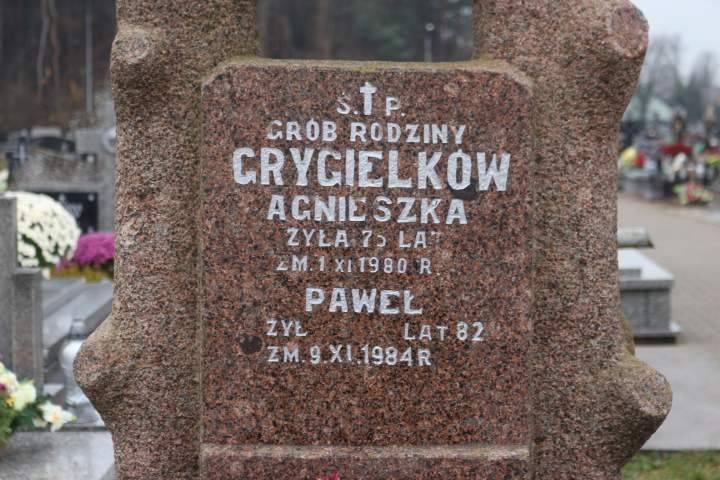 Ś.†P.
GRÓB RODZINY
GRYGIELKÓW
AGNIESZKA
ŻYŁA 75 LAT
ZM.1 XI 1980 R.
PAWEŁ
ŻYŁ LAT 82
ZM. 9.XI.1984 R